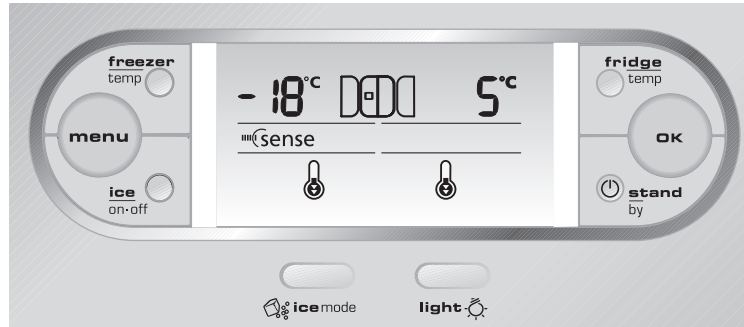 freezer
temp
menu
ice
on·off
-18°C
5°C
sense
fridge
temp
OK
stand
by
ice mode
light